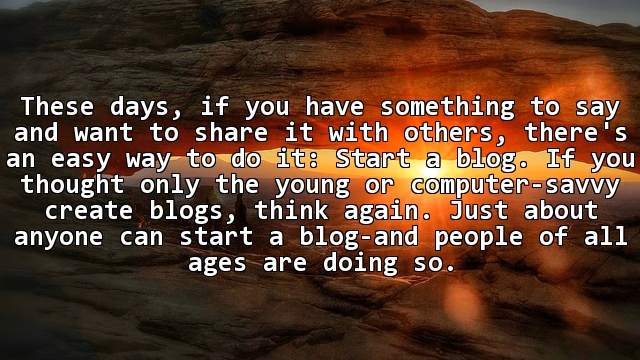 These days, if you have something to say
and want to share it with others, there's
an easy way to do it: Start a blog. If you
thought only the young or computer-savvy
create blogs, think again. Just about
anyone can start a blog-and people of all
ages are doing so.